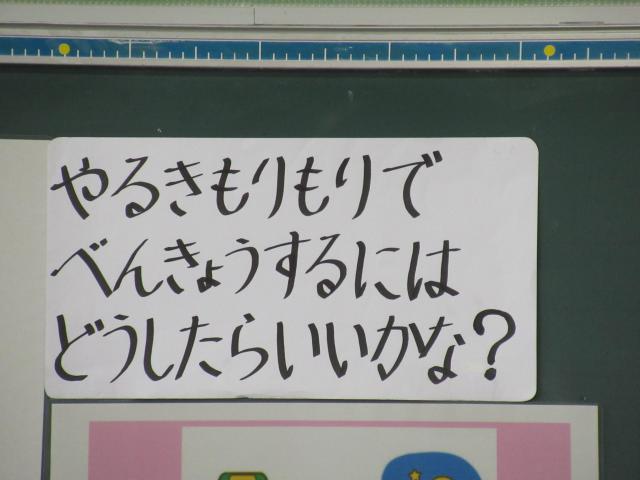 やるきもりもりで
べんきょうするには
どうしたらいいかな?